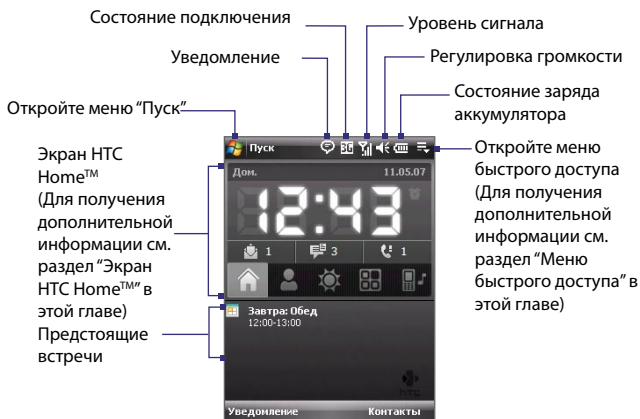 Состояние подключения
Уровень сигнала
Уведомление
Регулировка громкости
Состояние заряда
аккумулятора
Откройте меню “Пуск”
Экран HTC
Home™
(Для получения
дополнительной
информации см.
раздел “Экран
HTC Home™” в
этой главе)
Предстоящие
встречи
Откройте меню
быстрого доступа
(Для получения
дополнительной
информации см.
раздел “Меню
быстрого доступа” в
этой главе)
Пуск
3G
Дом. 11.05.07
12:43
1 3 1
Завтра: Обед
12:00-13:00
hTC
Уведомление Контакты